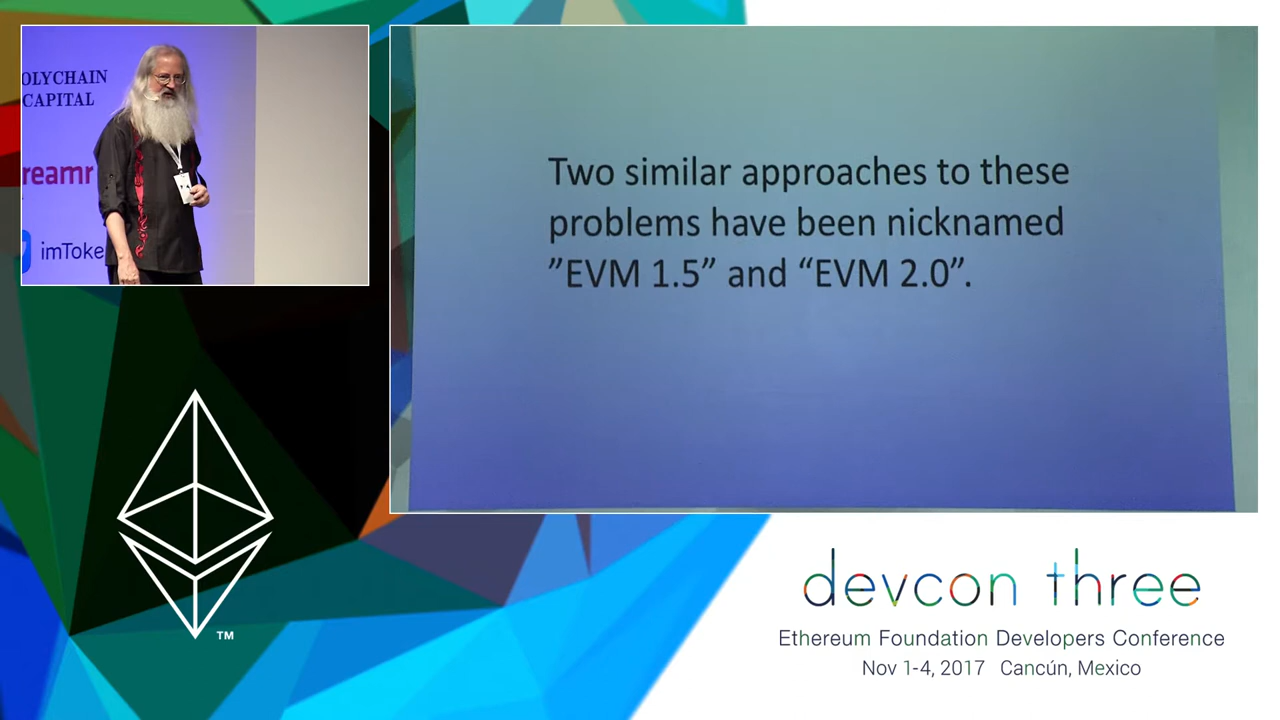 OLYCHAIN
CAPITAL
reamr
imToke
Two similar approaches to these
problems have been nicknamed
”EVM 1.5” and “EVM 2.0”.
TM
devcon three
Ethereum Foundation Developers Conference
Nov 1-4, 2017 Cancún, Mexico